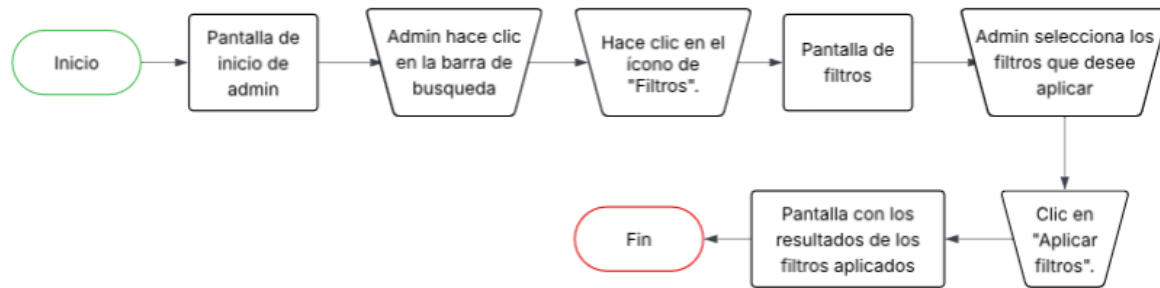 Inicio
Pantalla de
inicio de
admin
Admin hace clic
en la barra de
busqueda
Hace clic en el
ícono de
"Filtros".
Pantalla de
filtros
Admin selecciona los
filtros que desee
aplicar
Clic en
"Aplicar
filtros".
Pantalla con los
resultados de los
filtros aplicados
Fin